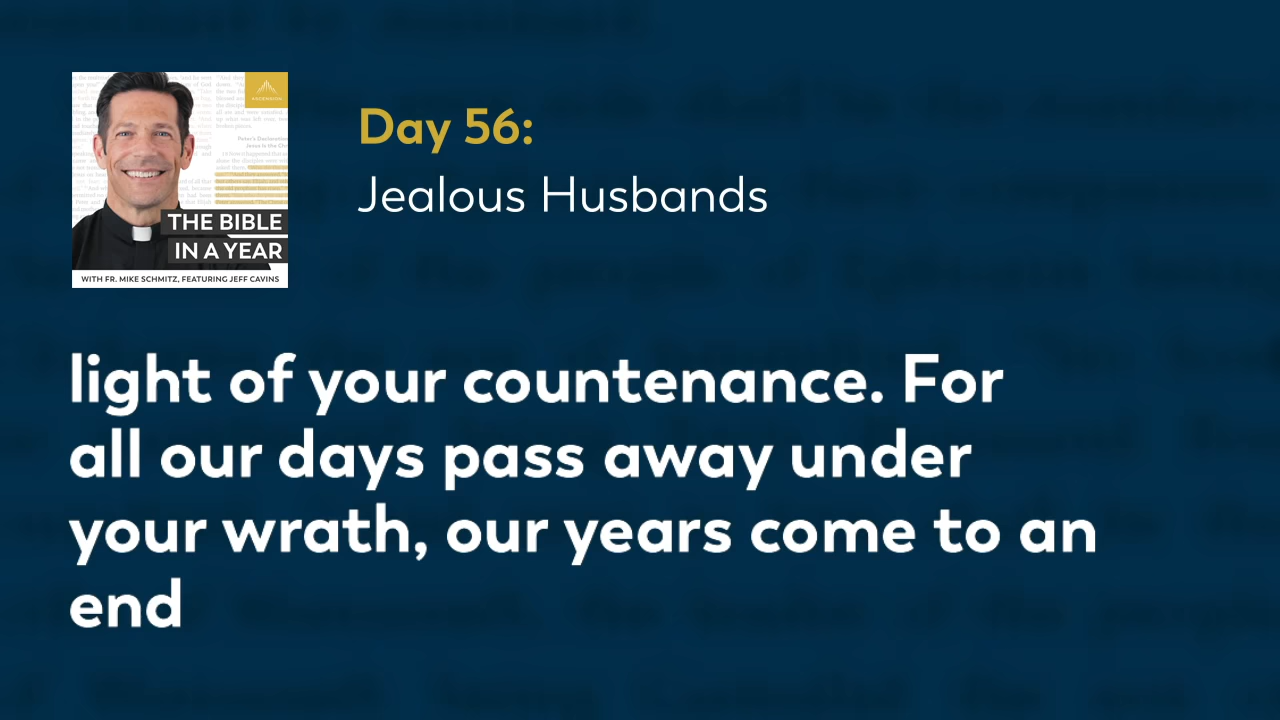 ASCENSION
THE BIBLE
IN A YEAR
WITH FR. MIKE SCHMITZ, FEATURING JEFF CAVINS
Day 56:
Jealous Husbands
light of your countenance. For
all our days pass away under
your wrath, our years come to an
end